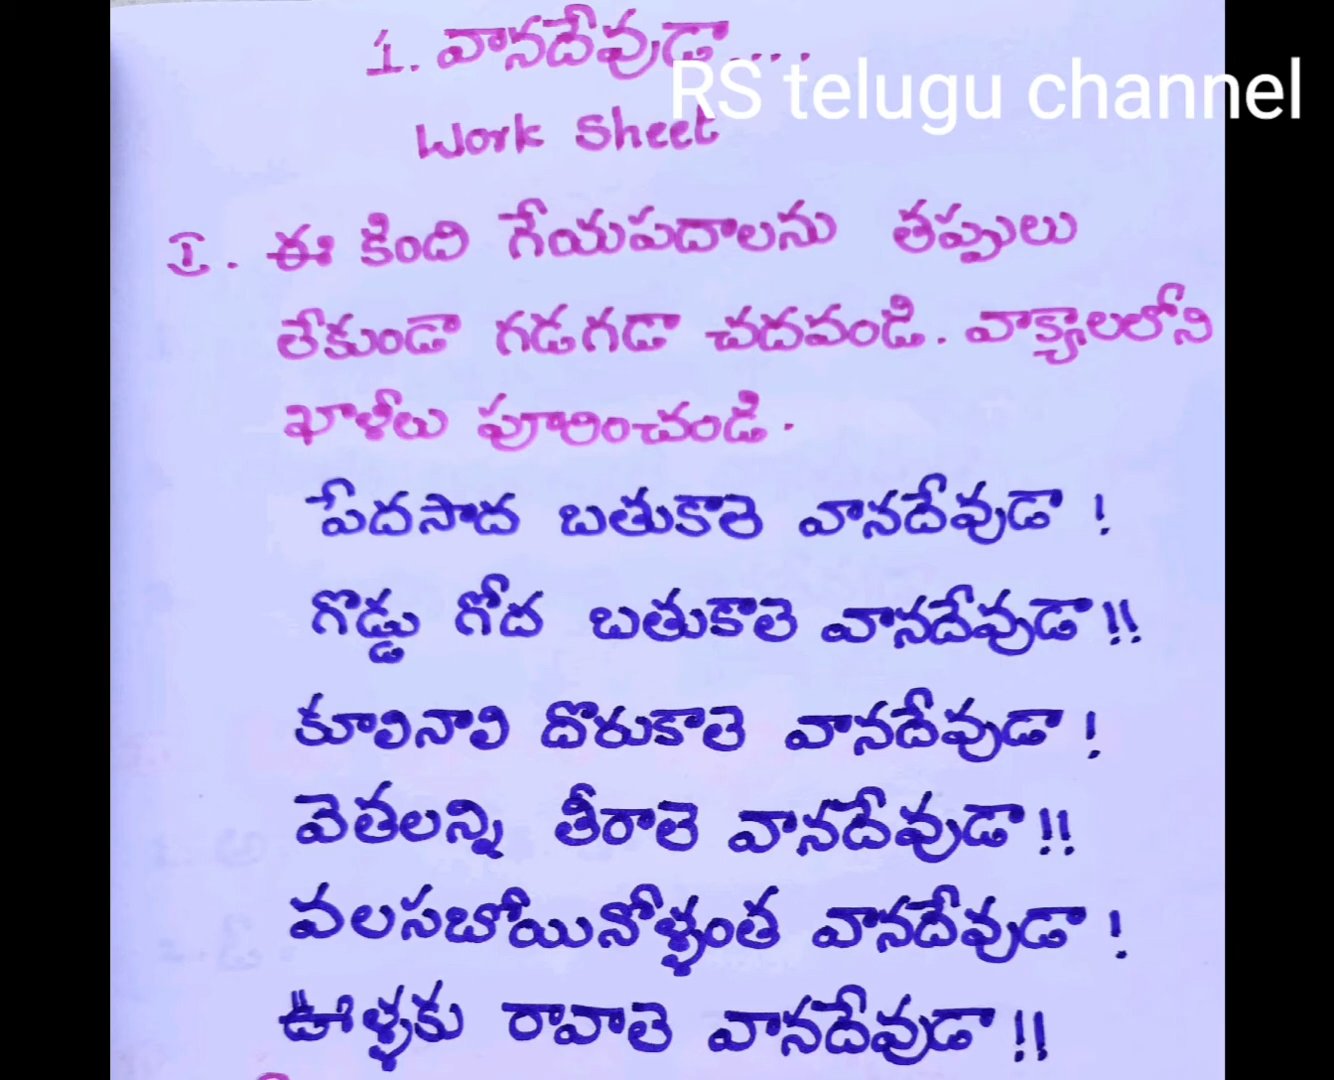 1. వానదేవుడా....
RS telugu channel
Work Sheet
I. ఈ కింది గేయపదాలను తప్పులు
లేకుండా గడగడా చదవండి. వాక్యాలలోని
ఖాళీలు పూరించండి.
పేదసాద బతుకాలె వానదేవుడా !
గొడ్డు గోద బతుకాలె వానదేవుడా !!
కూలినాలి దొరుకాలె వానదేవుడా !
వెతలన్ని తీరాలె వానదేవుడా !!
వలసబోయినోళ్ళంత వానదేవుడా !
ఊళ్ళకు రావాలె వానదేవుడా !!